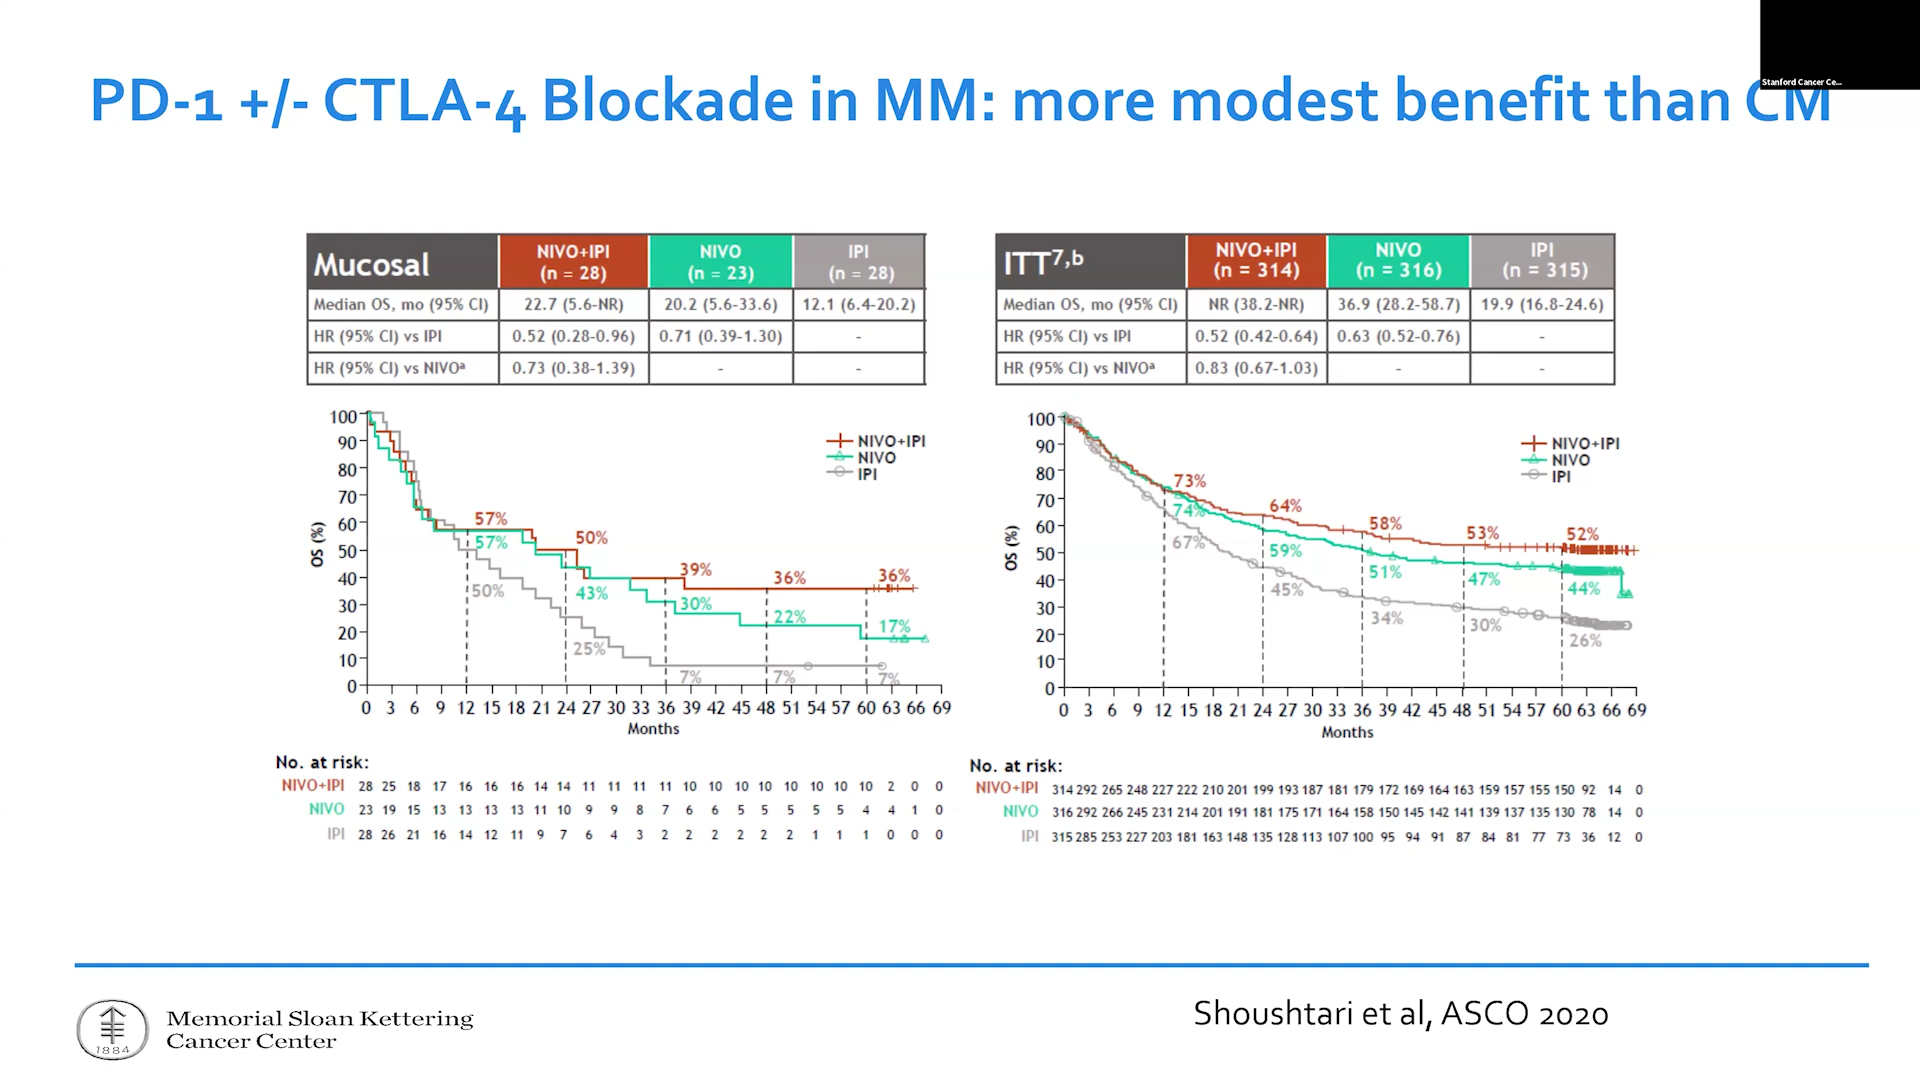 Stanford Cancer Ce...
PD-1 +/- CTLA-4 Blockade in MM: more modest benefit than CM
Mucosal NIVO+IPI (n = 28) NIVO (n = 23) IPI (n = 28)
Median OS, mo (95% CI) 22.7 (5.6-NR) 20.2 (5.6-33.6) 12.1 (6.4-20.2)
HR (95% CI) vs IPI 0.52 (0.28-0.96) 0.71 (0.39-1.30) -
HR (95% CI) vs NIVOª 0.73 (0.38-1.39) - -
100
90
80
70
60
50
40
30
20
10
0
OS (%)
NIVO+IPI
NIVO
IPI
57% 50% 39% 36% 36%
57% 43% 30% 22% 17%
50% 25% 7% 7% 7%
0 3 6 9 12 15 18 21 24 27 30 33 36 39 42 45 48 51 54 57 60 63 66 69
Months
No. at risk:
NIVO+IPI 28 25 18 17 16 16 16 14 14 11 11 11 11 10 10 10 10 10 10 10 10 2 0 0
NIVO 23 19 15 13 13 13 13 11 10 9 9 8 7 6 6 5 5 5 5 5 4 4 1 0
IPI 28 26 21 16 14 12 11 9 7 6 4 3 2 2 2 2 2 2 1 1 1 0 0 0
ITT⁷,ᵇ NIVO+IPI (n = 314) NIVO (n = 316) IPI (n = 315)
Median OS, mo (95% CI) NR (38.2-NR) 36.9 (28.2-58.7) 19.9 (16.8-24.6)
HR (95% CI) vs IPI 0.52 (0.42-0.64) 0.63 (0.52-0.76) -
HR (95% CI) vs NIVOª 0.83 (0.67-1.03) - -
100
90
80
70
60
50
40
30
20
10
0
OS (%)
NIVO+IPI
NIVO
IPI
73% 64% 58% 53% 52%
74% 59% 51% 47% 44%
67% 45% 34% 30% 26%
0 3 6 9 12 15 18 21 24 27 30 33 36 39 42 45 48 51 54 57 60 63 66 69
Months
No. at risk:
NIVO+IPI 314 292 265 248 227 222 210 201 199 193 187 181 179 172 169 164 163 159 157 155 150 92 14 0
NIVO 316 292 266 245 231 214 201 191 181 175 171 164 158 150 145 142 141 139 137 135 130 78 14 0
IPI 315 285 253 227 203 181 163 148 135 128 113 107 100 95 94 91 87 84 81 77 73 36 12 0
1884
Memorial Sloan Kettering
Cancer Center
Shoushtari et al, ASCO 2020